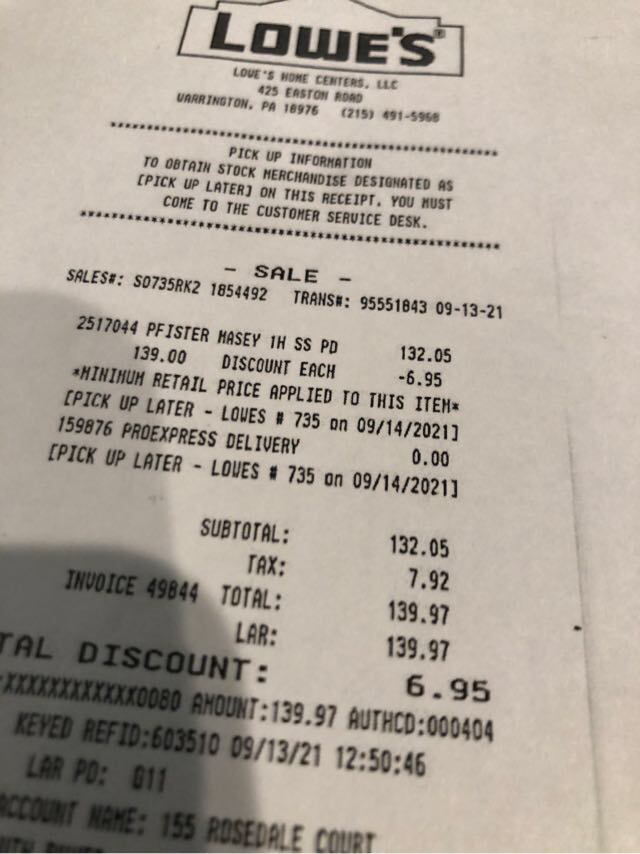 LOWE'S®
LOWE'S HOME CENTERS, LLC
425 EASTON ROAD
WARRINGTON, PA 18976 (215) 491-5968
****************************************************
PICK UP INFORMATION
TO OBTAIN STOCK MERCHANDISE DESIGNATED AS
[PICK UP LATER] ON THIS RECEIPT, YOU MUST
COME TO THE CUSTOMER SERVICE DESK.
****************************************************
- SALE -
SALES#: S0735RK2 1854492 TRANS#: 95551843 09-13-21
2517044 PFISTER MASEY 1H SS PD 132.05
139.00 DISCOUNT EACH -6.95
*MINIMUM RETAIL PRICE APPLIED TO THIS ITEM*
[PICK UP LATER - LOWES # 735 on 09/14/2021]
159876 PROEXPRESS DELIVERY 0.00
[PICK UP LATER - LOWES # 735 on 09/14/2021]
SUBTOTAL: 132.05
TAX: 7.92
INVOICE 49844 TOTAL: 139.97
LAR: 139.97
TAL DISCOUNT: 6.95
:XXXXXXXXXXXX0080 AMOUNT:139.97 AUTHCD:000404
KEYED REFID:603510 09/13/21 12:50:46
LAR PO: 011
ACCOUNT NAME: 155 ROSEDALE COURT